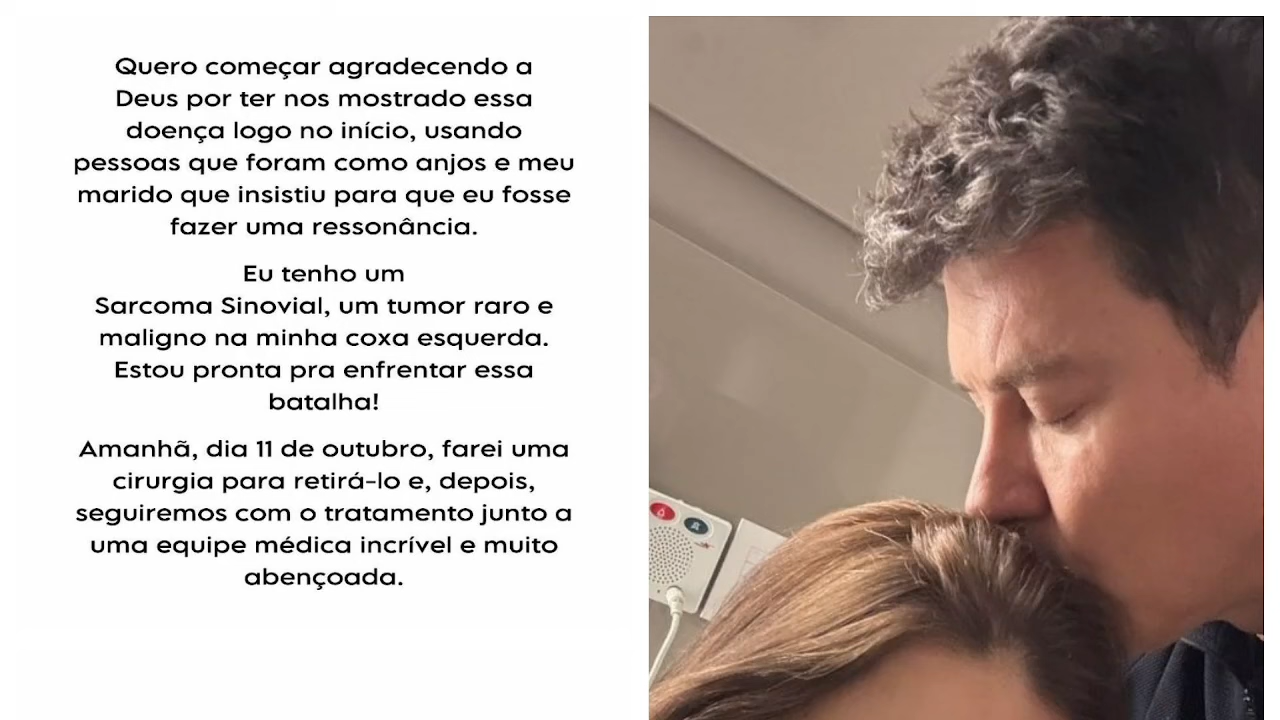 Quero começar agradecendo a
Deus por ter nos mostrado essa
doença logo no início, usando
pessoas que foram como anjos e meu
marido que insistiu para que eu fosse
fazer uma ressonância.
Eu tenho um
Sarcoma Sinovial, um tumor raro e
maligno na minha coxa esquerda.
Estou pronta pra enfrentar essa
batalha!
Amanhã, dia 11 de outubro, farei uma
cirurgia para retirá-lo e, depois,
seguiremos com o tratamento junto a
uma equipe médica incrível e muito
abençoada.